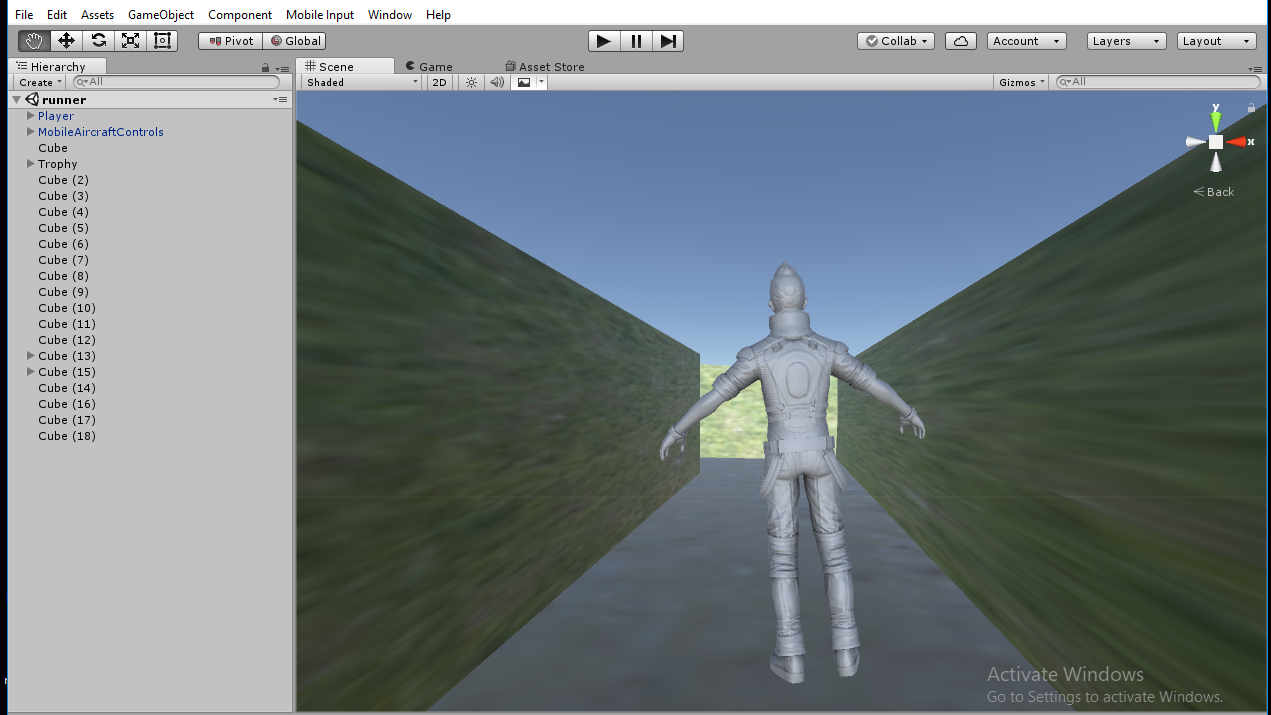 File Edit Assets GameObject Component Mobile Input Window Help
Pivot Global Collab Account Layers Layout
Hierarchy Scene Game Asset Store
Create All Shaded 2D Gizmos All
runner
Player
MobileAircraftControls
Cube
Trophy
Cube (2)
Cube (3)
Cube (4)
Cube (5)
Cube (6)
Cube (7)
Cube (8)
Cube (9)
Cube (10)
Cube (11)
Cube (12)
Cube (13)
Cube (15)
Cube (14)
Cube (16)
Cube (17)
Cube (18)
y
x
Back
Activate Windows
Go to Settings to activate Windows.